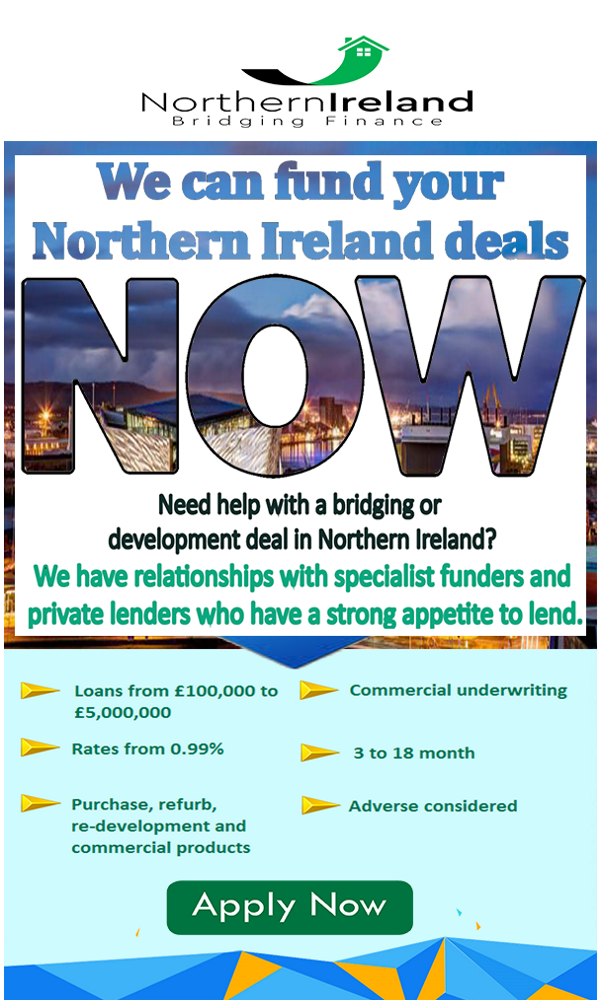 NorthernIreland
Bridging Finance
We can fund your
Northern Ireland deals
NOW
Need help with a bridging or
development deal in Northern Ireland?
We have relationships with specialist funders and
private lenders who have a strong appetite to lend.
Loans from £100,000 to
£5,000,000
Rates from 0.99%
Purchase, refurb,
re-development and
commercial products
Commercial underwriting
3 to 18 month
Adverse considered
Apply Now